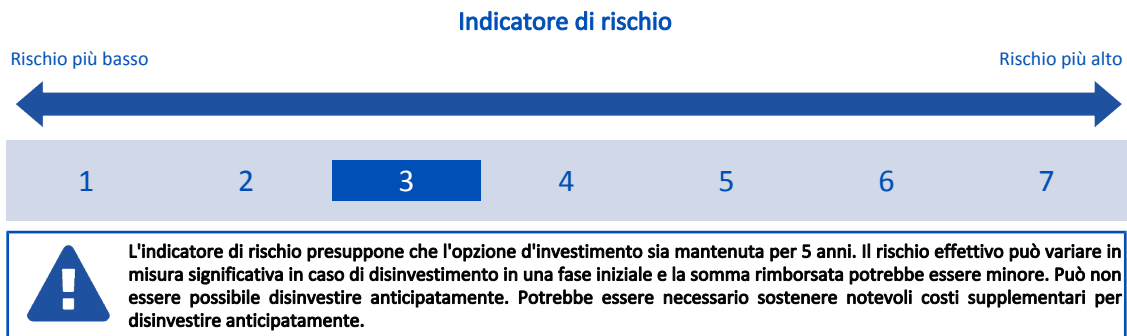 Indicatore di rischio
Rischio più basso Rischio più alto
1 2 3 4 5 6 7
L'indicatore di rischio presuppone che l'opzione d'investimento sia mantenuta per 5 anni. Il rischio effettivo può variare in
misura significativa in caso di disinvestimento in una fase iniziale e la somma rimborsata potrebbe essere minore. Può non
essere possibile disinvestire anticipatamente. Potrebbe essere necessario sostenere notevoli costi supplementari per
disinvestire anticipatamente.